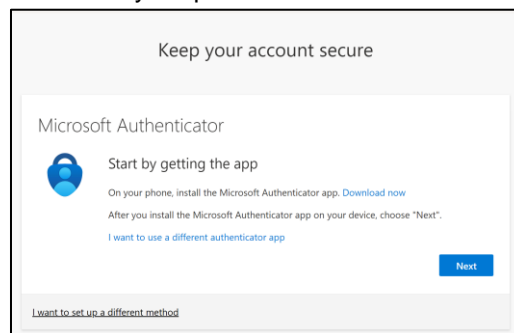 Keep your account secure
Microsoft Authenticator
Start by getting the app
On your phone, install the Microsoft Authenticator app. Download now
After you install the Microsoft Authenticator app on your device, choose "Next".
I want to use a different authenticator app
Next
I want to set up a different method